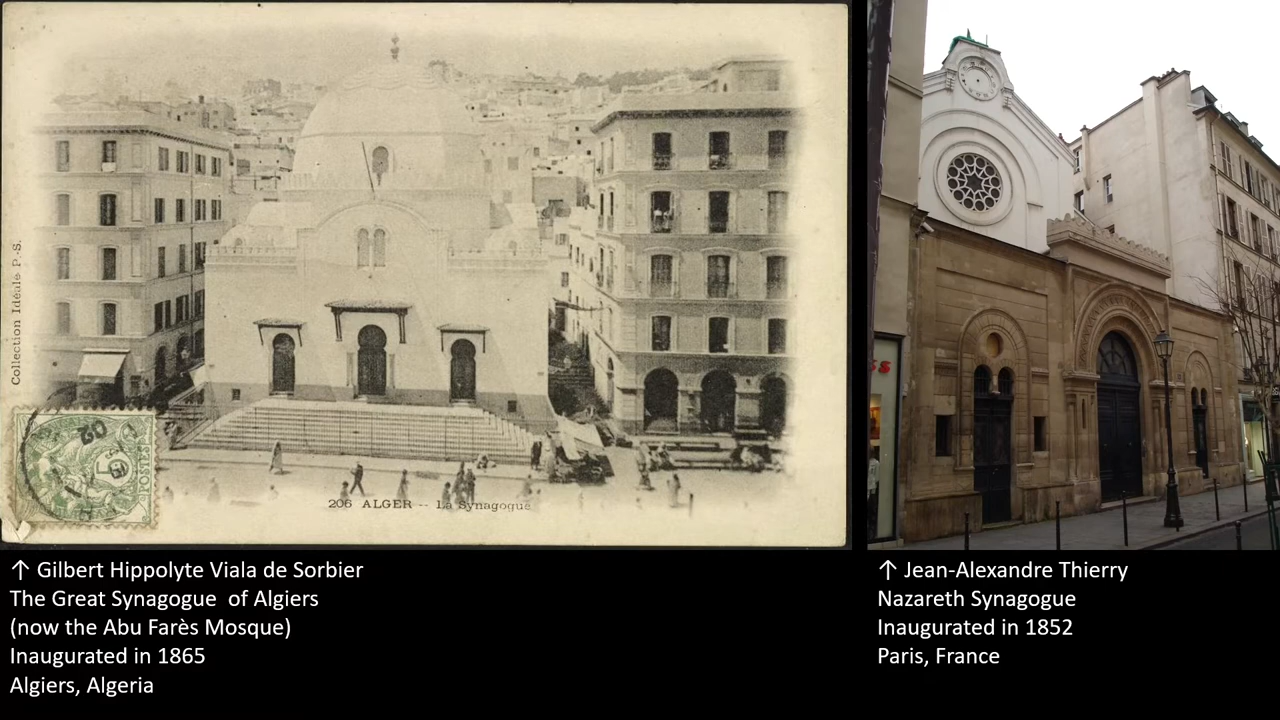 Collection Idéale P.S.
POSTES
5
02
206 ALGER -- La Synagogue
ss
↑ Gilbert Hippolyte Viala de Sorbier
The Great Synagogue of Algiers
(now the Abu Farès Mosque)
Inaugurated in 1865
Algiers, Algeria
↑ Jean-Alexandre Thierry
Nazareth Synagogue
Inaugurated in 1852
Paris, France